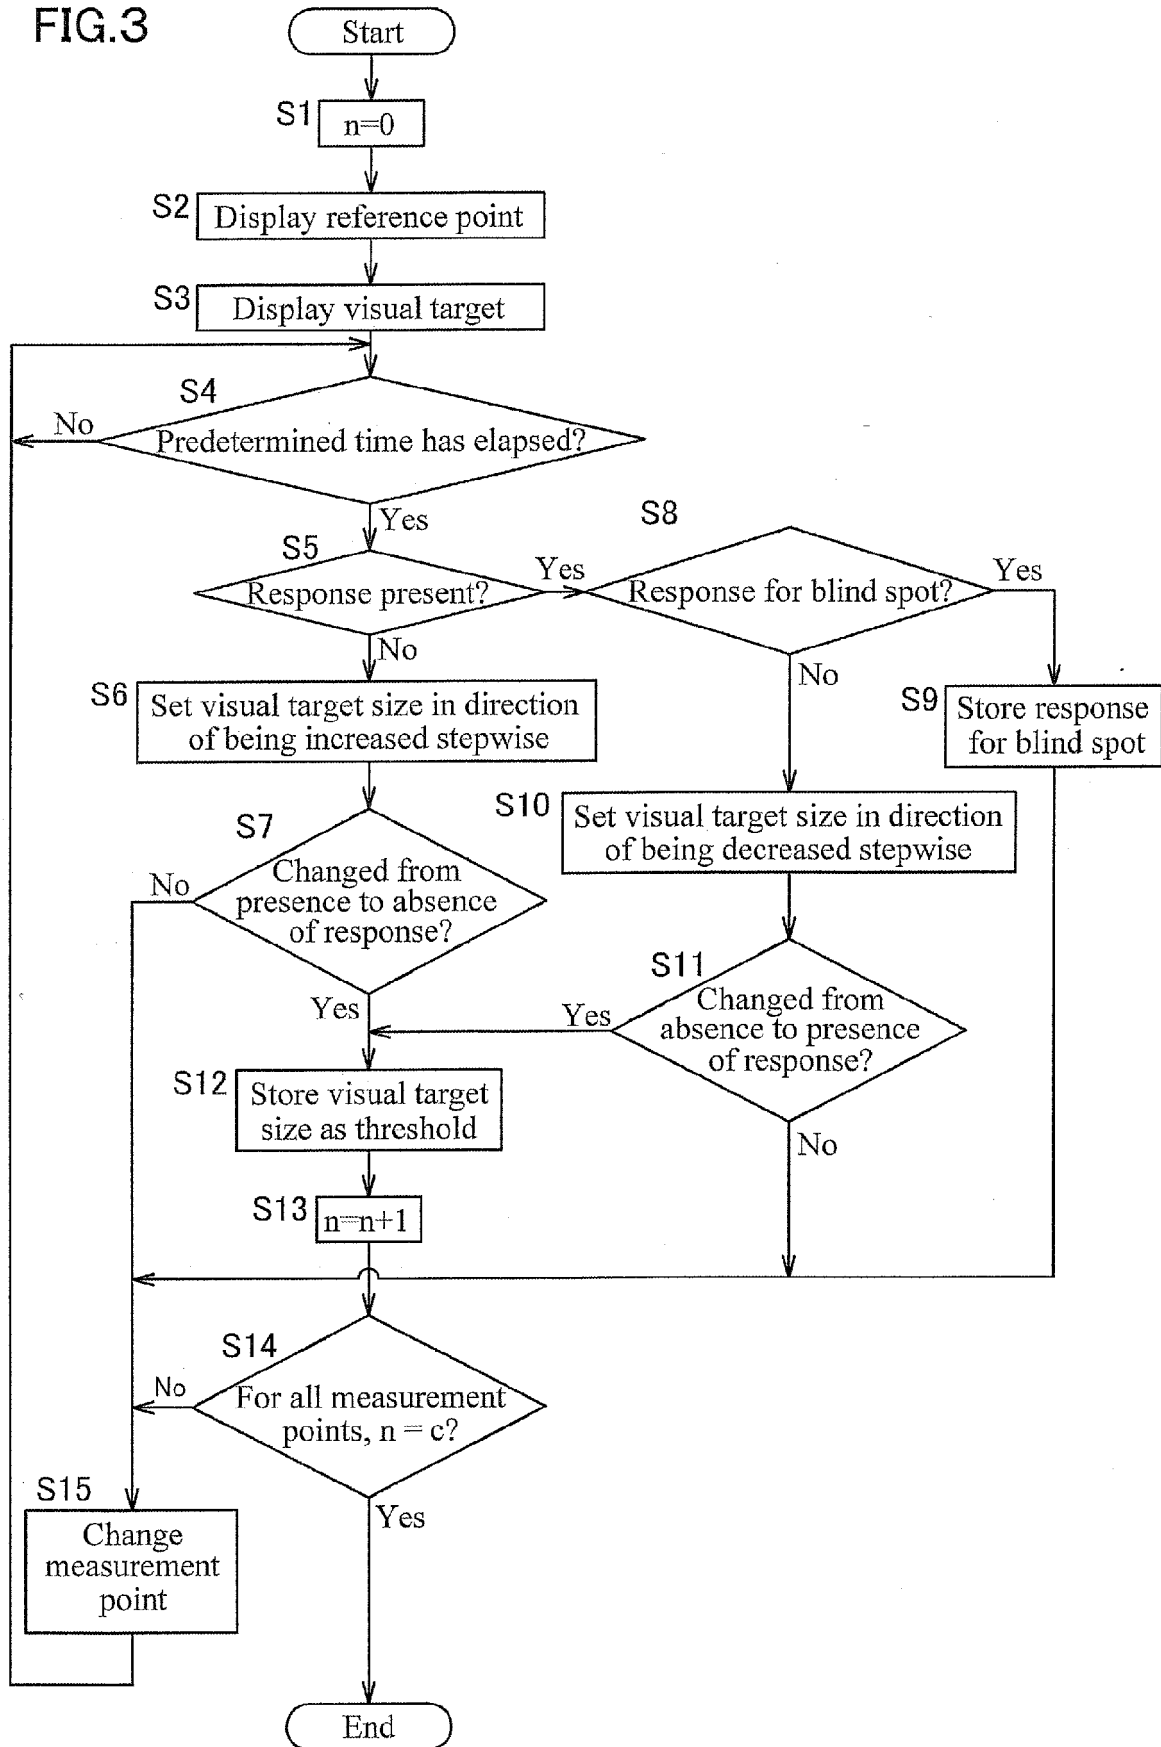 FIG.3
Start
S1
n=0
S2
Display reference point
S3
Display visual target
S4
No
Predetermined time has elapsed?
Yes
S5
Response present?
Yes
No
S8
Response for blind spot?
Yes
No
S6
Set visual target size in direction
of being increased stepwise
S9
Store response
for blind spot
S7
No
Changed from
presence to absence
of response?
Yes
S10
Set visual target size in direction
of being decreased stepwise
S11
Yes
Changed from
absence to presence
of response?
No
S12
Store visual target
size as threshold
S13
n=n+1
S14
No
For all measurement
points, n = c?
Yes
S15
Change
measurement
point
End